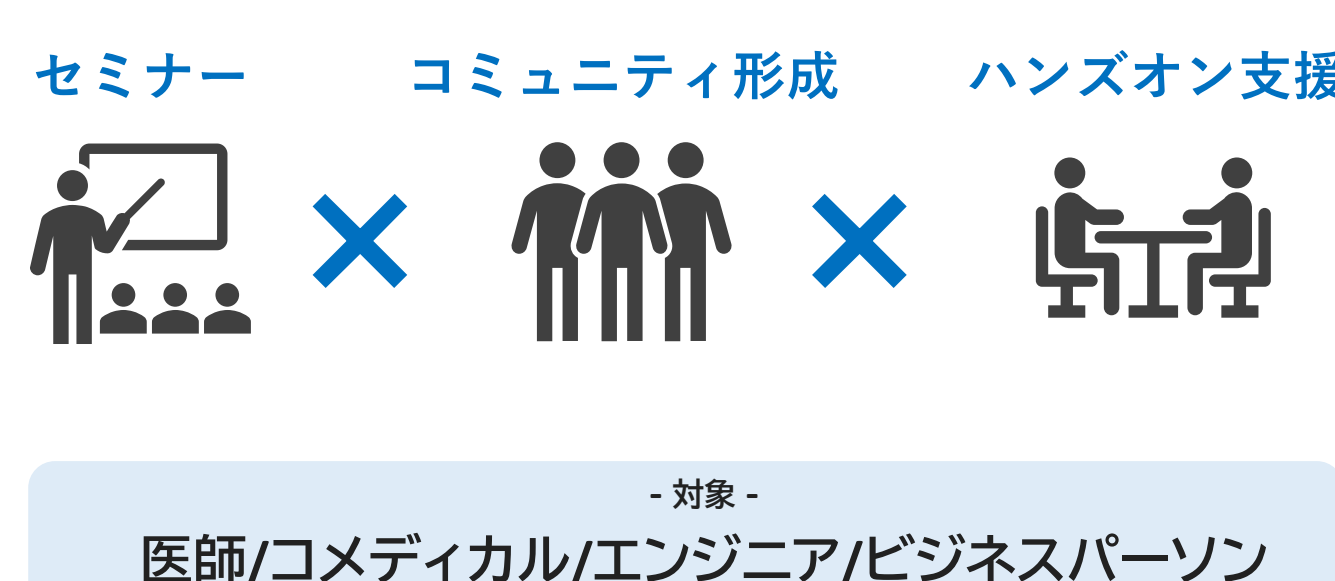 セミナー
コミュニティ形成
ハンズオン支援
- 対象 -
医師/コメディカル/エンジニア/ビジネスパーソン